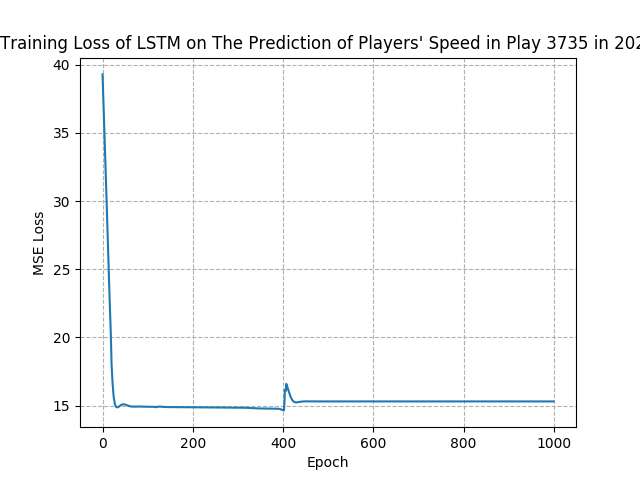 Training Loss of LSTM on The Prediction of Players' Speed in Play 3735 in 202
40
35
30
25
20
15
MSE Loss
0 200 400 600 800 1000
Epoch